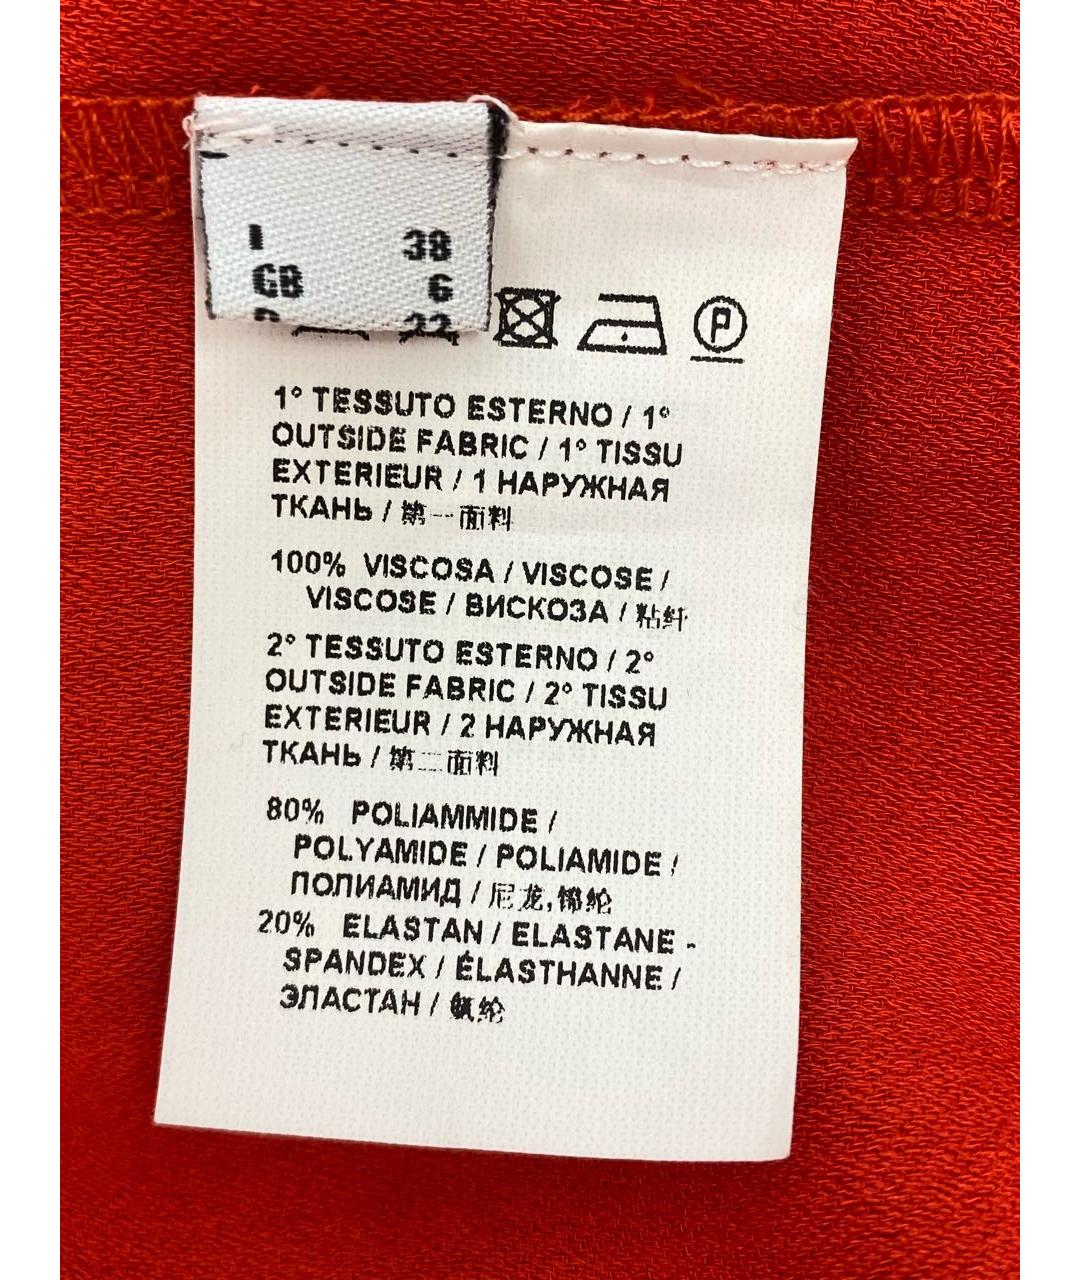 I 38
GB 6
1° TESSUTO ESTERNO / 1°
OUTSIDE FABRIC / 1° TISSU
EXTERIEUR / 1 НАРУЖНАЯ
ТКАНЬ / 第一面料
100% VISCOSA / VISCOSE /
VISCOSE / ВИСКОЗА / 粘纤
2° TESSUTO ESTERNO / 2°
OUTSIDE FABRIC / 2° TISSU
EXTERIEUR / 2 НАРУЖНАЯ
ТКАНЬ / 第二面料
80% POLIAMMIDE /
POLYAMIDE / POLIAMIDE /
ПОЛИАМИД / 尼龙,锦纶
20% ELASTAN / ELASTANE -
SPANDEX / ÉLASTHANNE /
ЭЛАСТАН / 氨纶